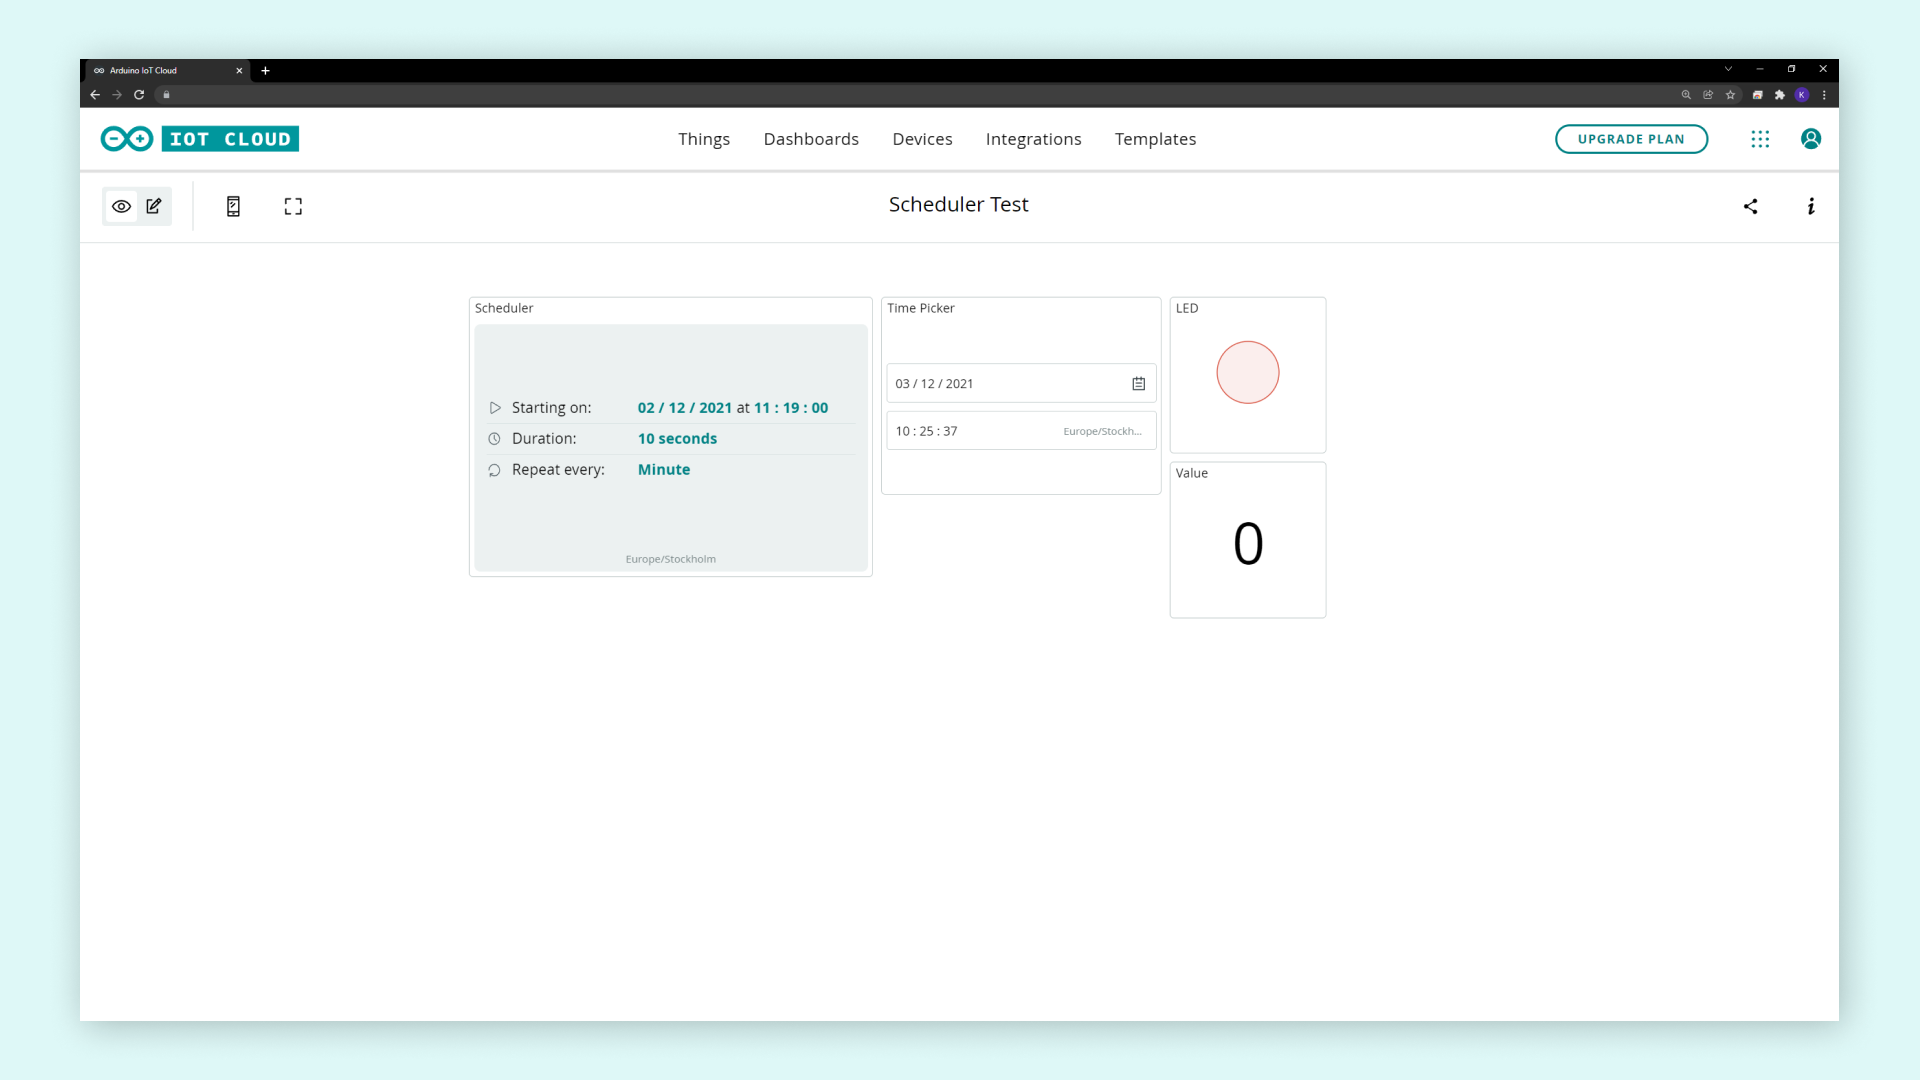 Arduino IoT Cloud
K
IOT CLOUD
Things Dashboards Devices Integrations Templates
UPGRADE PLAN
Scheduler Test
Scheduler
Starting on: 02 / 12 / 2021 at 11 : 19 : 00
Duration: 10 seconds
Repeat every: Minute
Europe/Stockholm
Time Picker
03 / 12 / 2021
10 : 25 : 37 Europe/Stockh...
LED
Value
0